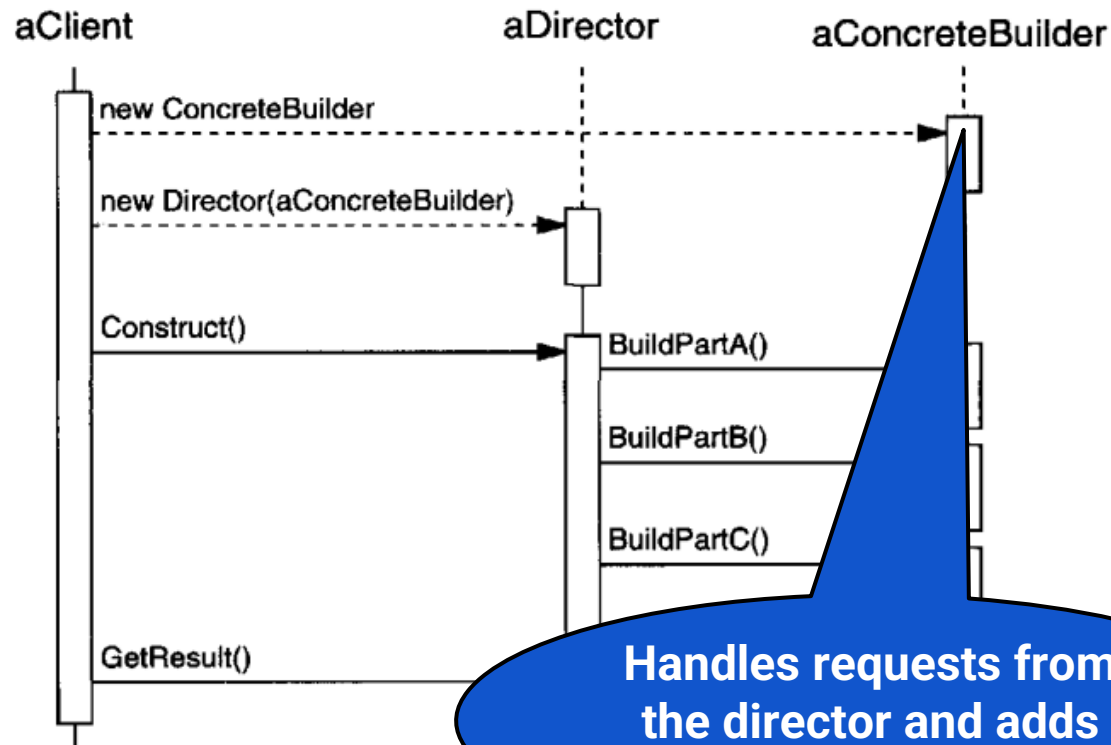 aClient
aDirector
aConcreteBuilder
new ConcreteBuilder
new Director(aConcreteBuilder)
Construct()
BuildPartA()
BuildPartB()
BuildPartC()
GetResult()
Handles requests from
the director and adds